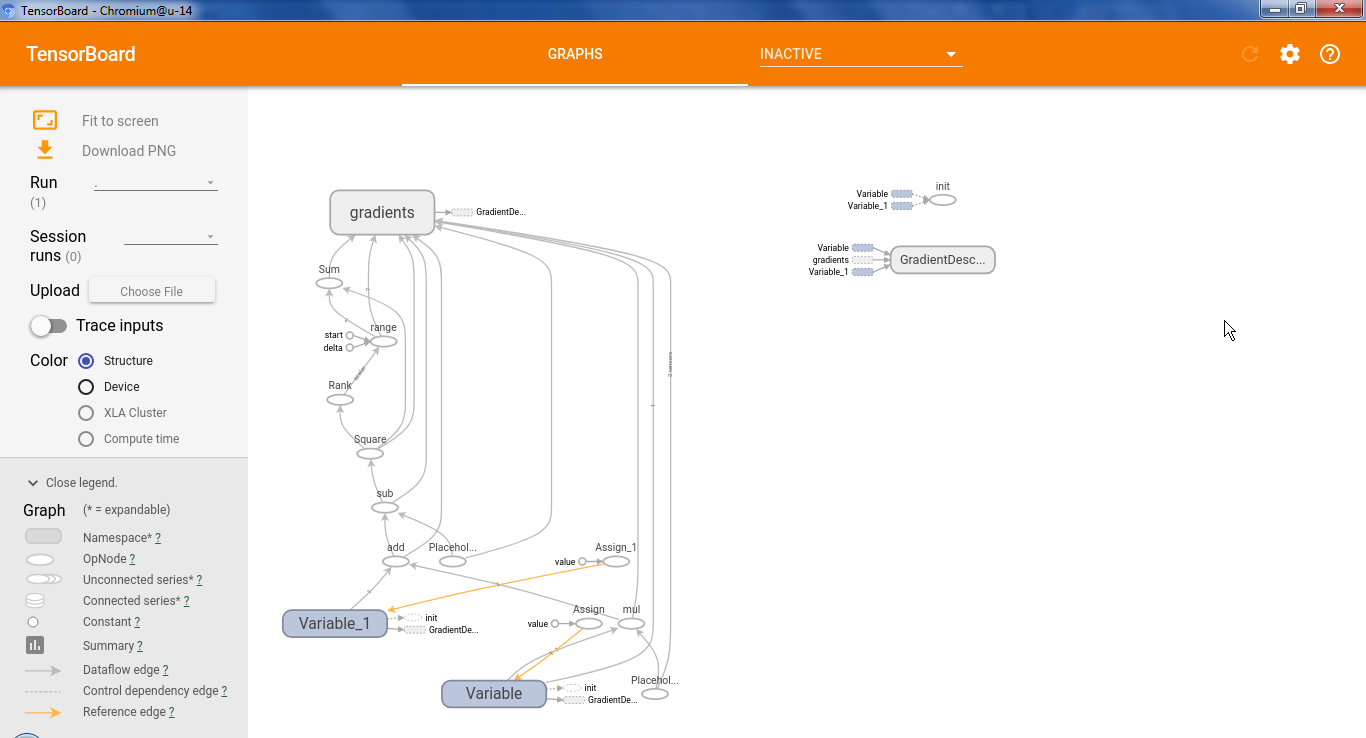 TensorBoard - Chromium@u-14
TensorBoard
GRAPHS
INACTIVE
Fit to screen
Download PNG
Run
(1)
.
Session
runs (0)
Upload
Choose File
Trace inputs
Color
Structure
Device
XLA Cluster
Compute time
Close legend.
Graph
(* = expandable)
Namespace* ?
OpNode ?
Unconnected series* ?
Connected series* ?
Constant ?
Summary ?
Dataflow edge ?
Control dependency edge ?
Reference edge ?
gradients
GradientDe...
Sum
range
start
delta
Rank
Square
sub
add
Placehol...
value
Assign_1
Variable_1
init
GradientDe...
value
Assign
mul
Variable
init
GradientDe...
Placehol...
init
Variable
Variable_1
Variable
gradients
Variable_1
GradientDesc...